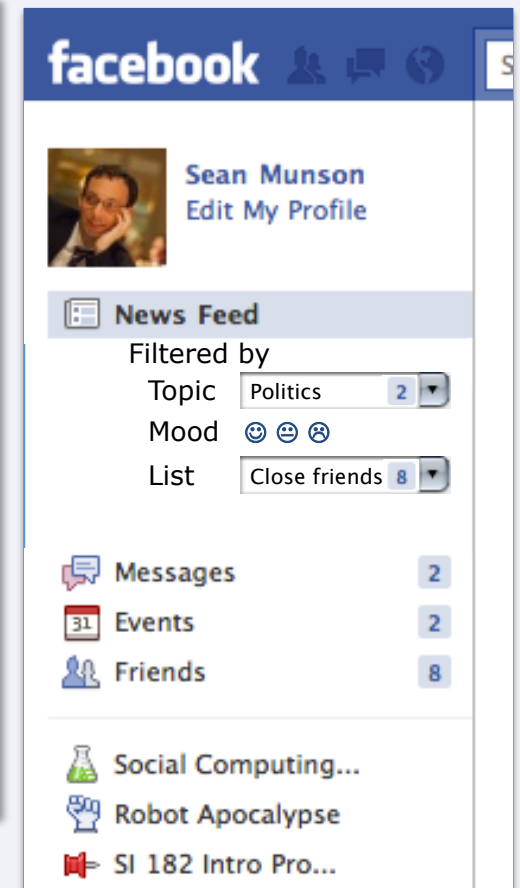 facebook S
Sean Munson
Edit My Profile
News Feed
Filtered by
Topic Politics 2
Mood
List Close friends 8
Messages 2
31 Events 2
Friends 8
Social Computing...
Robot Apocalypse
SI 182 Intro Pro...